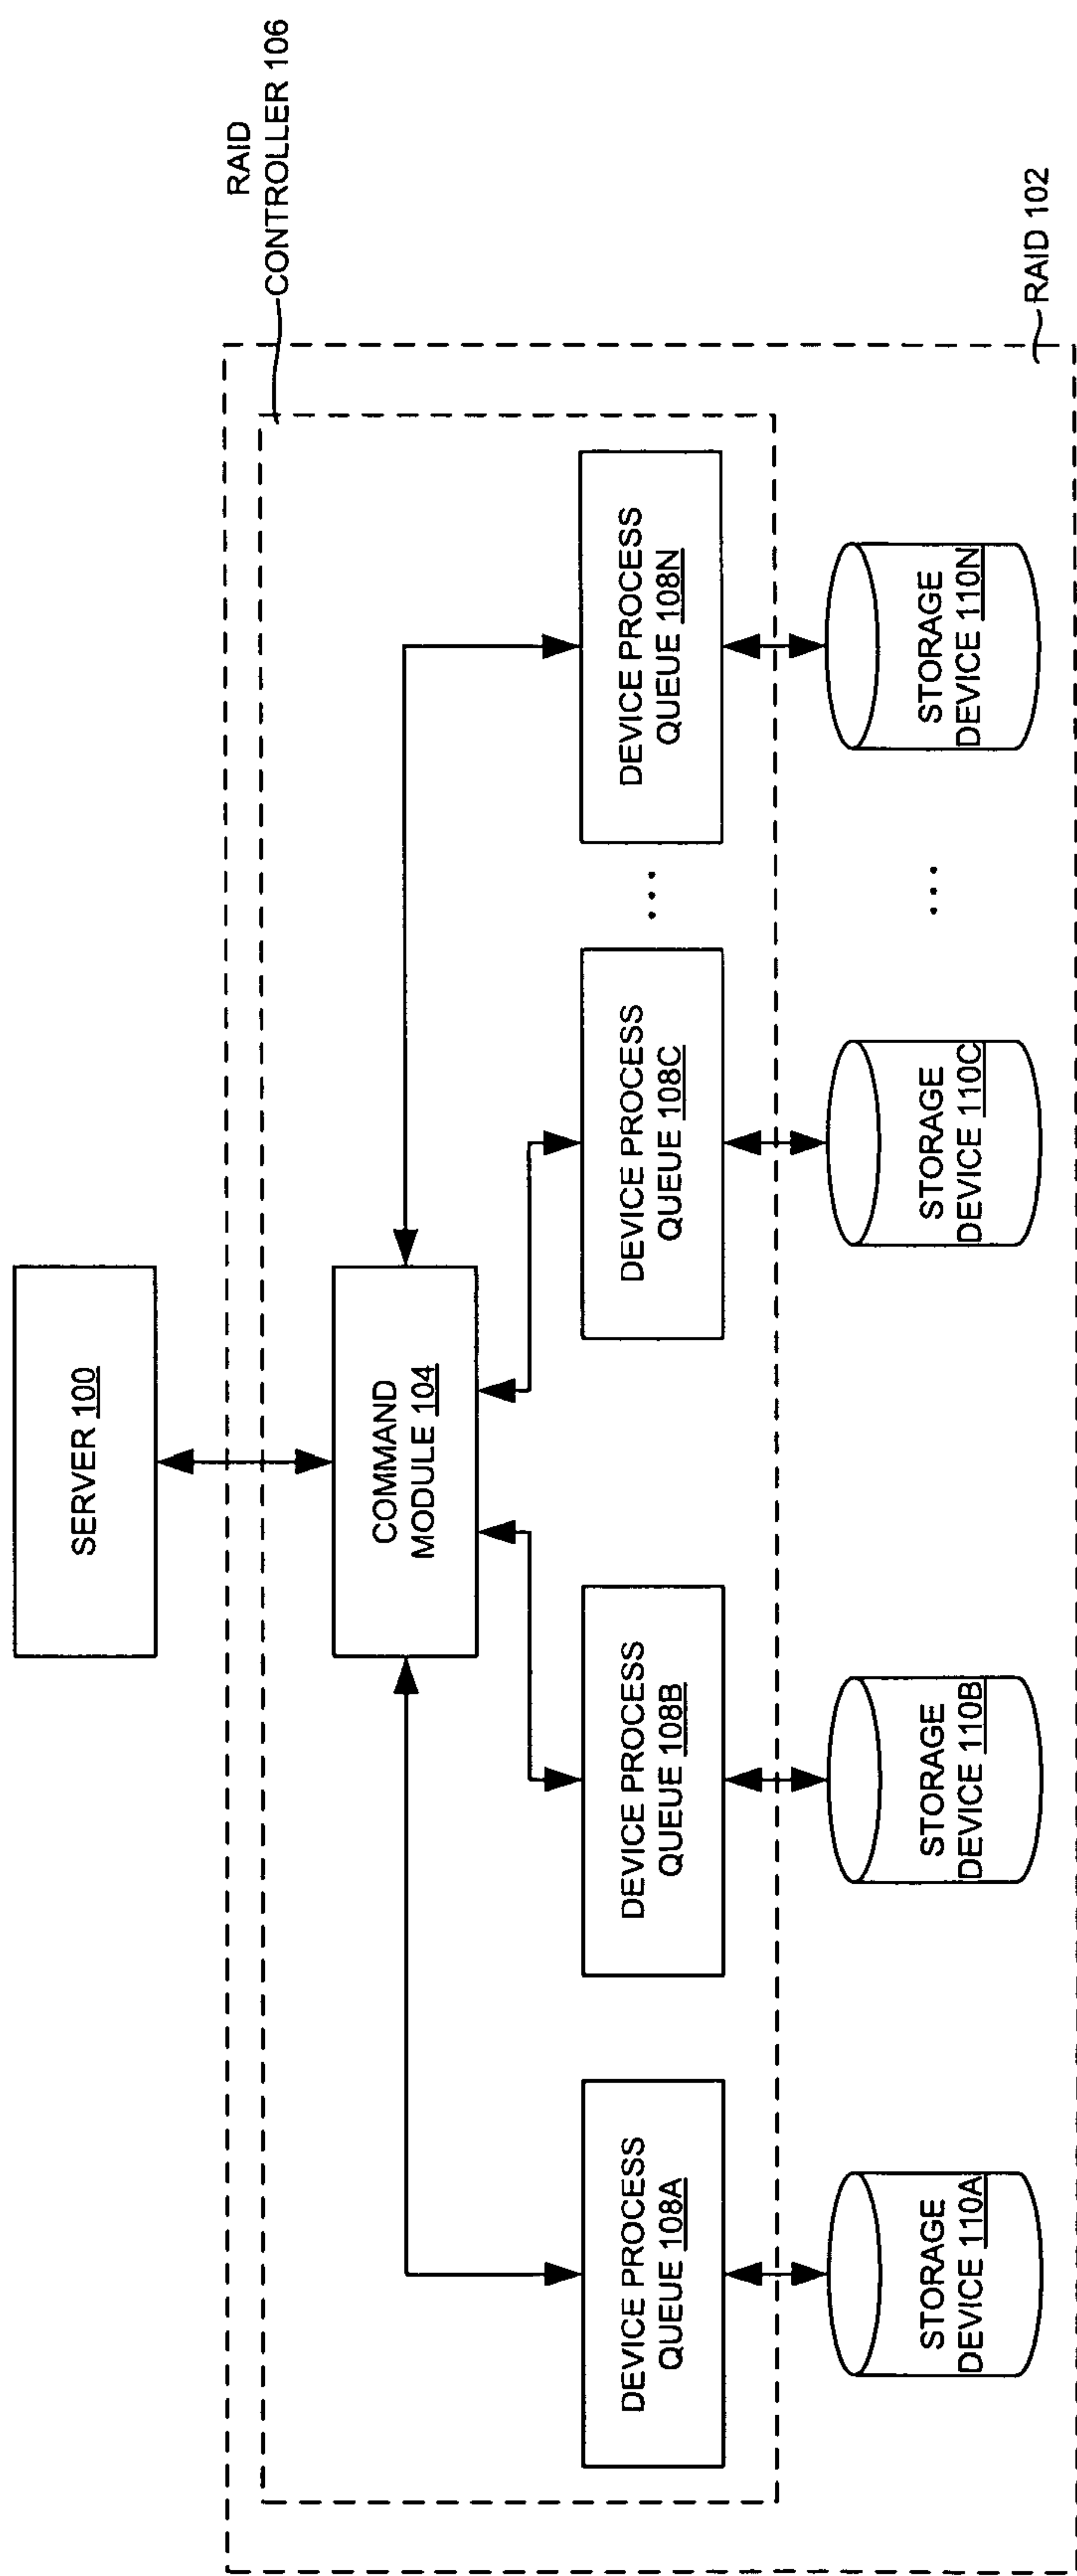 SERVER 100
RAID
CONTROLLER 106
COMMAND
MODULE 104
DEVICE PROCESS
QUEUE 108A
DEVICE PROCESS
QUEUE 108B
DEVICE PROCESS
QUEUE 108C
...
DEVICE PROCESS
QUEUE 108N
STORAGE
DEVICE 110A
STORAGE
DEVICE 110B
STORAGE
DEVICE 110C
...
STORAGE
DEVICE 110N
RAID 102